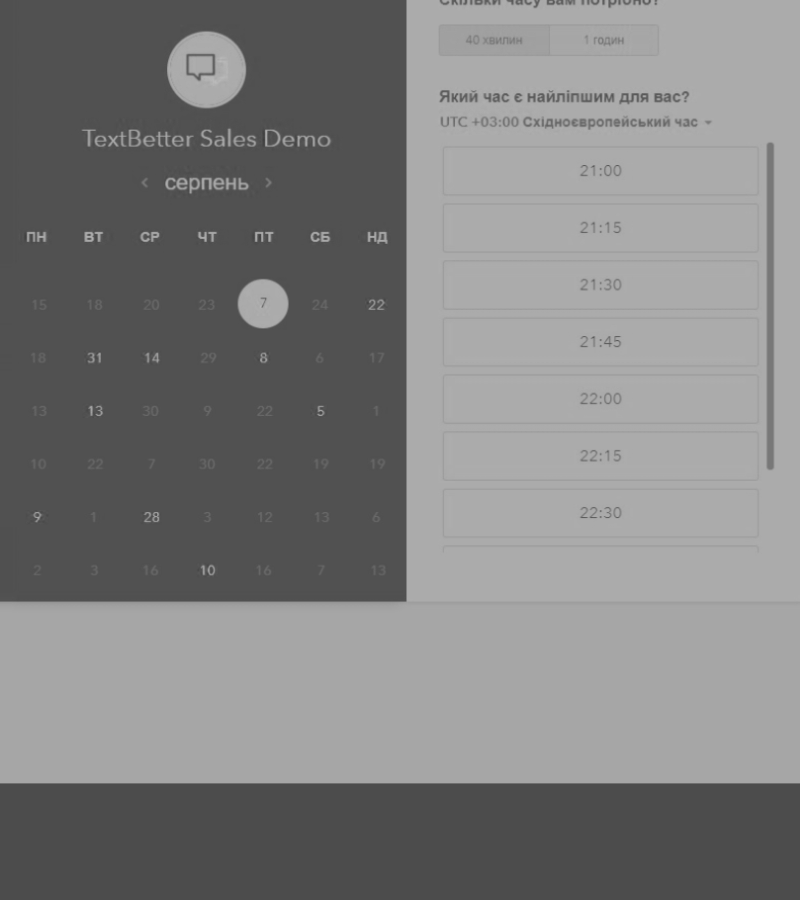 TextBetter Sales Demo
серпень
ПН ВТ СР ЧТ ПТ СБ НД
15 18 20 23 7 24 22
18 31 14 29 8 6 17
13 13 30 9 22 5 1
10 22 7 30 22 19 19
9 1 28 3 12 13 6
2 3 16 10 16 7 13
Скільки часу вам потрібно?
40 хвилин 1 годин
Який час є найліпшим для вас?
UTC +03:00 Східноєвропейський час
21:00
21:15
21:30
21:45
22:00
22:15
22:30